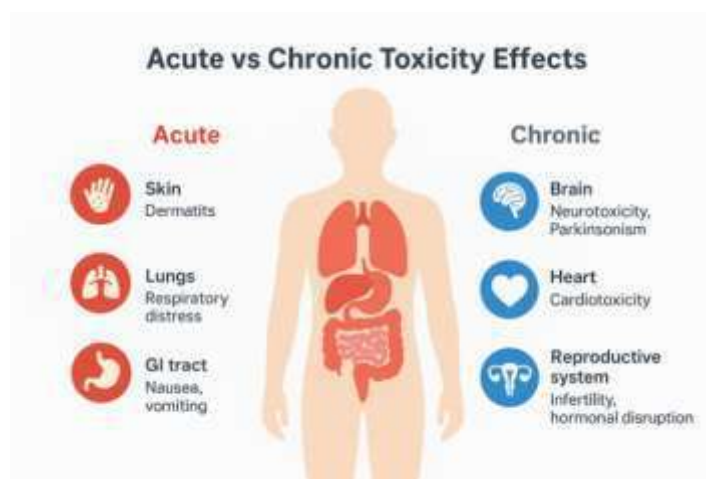 Acute vs Chronic Toxicity Effects
Acute
Skin
Dermatits
Lungs
Respiratory
distress
GI tract
Nausea,
vomiting
Chronic
Brain
Neurotoxicity,
Parkinsonism
Heart
Cardiotoxicity
Reproductive
system
Infertility,
hormonal disruption